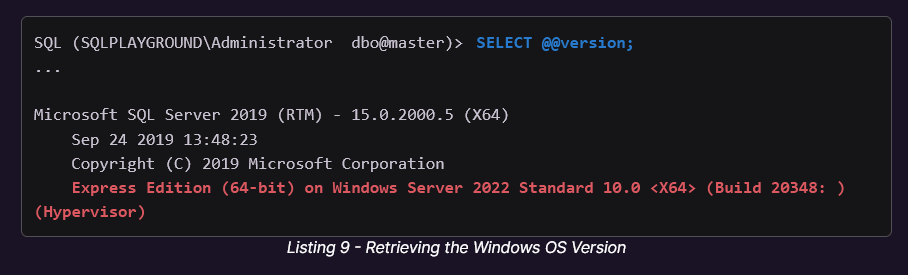 SQL (SQLPLAYGROUND\Administrator  dbo@master)> SELECT @@version;
...
Microsoft SQL Server 2019 (RTM) - 15.0.2000.5 (X64)
    Sep 24 2019 13:48:23
    Copyright (C) 2019 Microsoft Corporation
    Express Edition (64-bit) on Windows Server 2022 Standard 10.0 <X64> (Build 20348: )
(Hypervisor)
Listing 9 - Retrieving the Windows OS Version